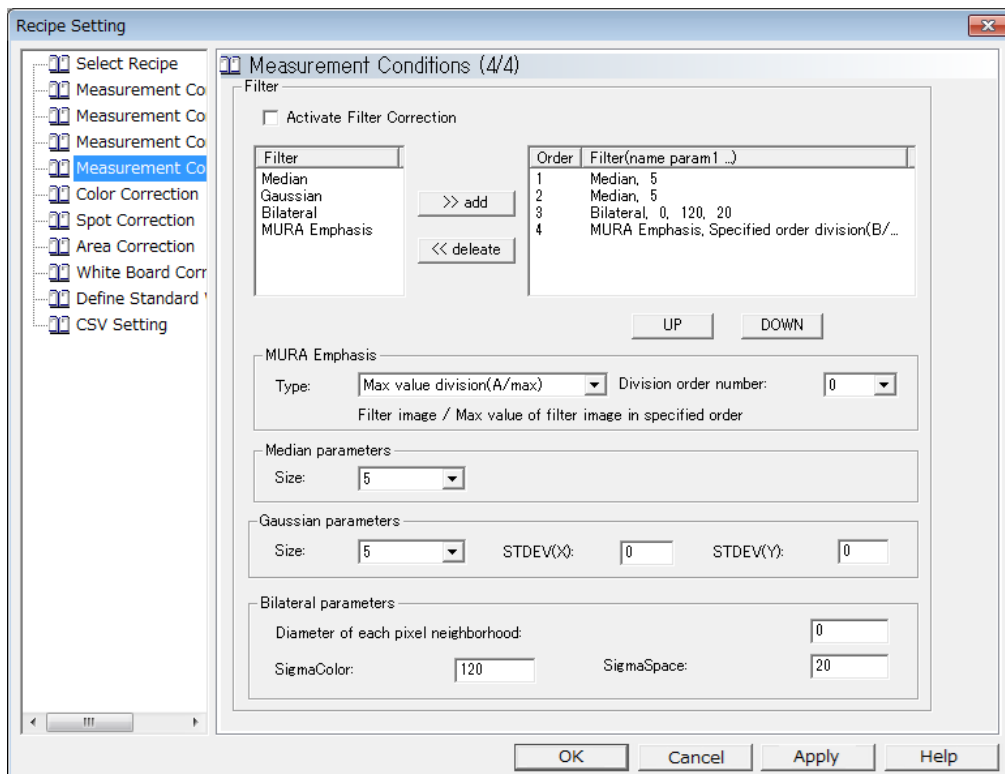 Recipe Setting
Select Recipe
Measurement Co
Measurement Co
Measurement Co
Measurement Co
Color Correction
Spot Correction
Area Correction
White Board Corr
Define Standard
CSV Setting
Measurement Conditions (4/4)
Filter
Activate Filter Correction
Filter
Median
Gaussian
Bilateral
MURA Emphasis
>> add
<< deleate
Order Filter(name param1 ...)
1 Median, 5
2 Median, 5
3 Bilateral, 0, 120, 20
4 MURA Emphasis, Specified order division(B/...
UP DOWN
MURA Emphasis
Type: Max value division(A/max) Division order number: 0
Filter image / Max value of filter image in specified order
Median parameters
Size: 5
Gaussian parameters
Size: 5 STDEV(X): 0 STDEV(Y): 0
Bilateral parameters
Diameter of each pixel neighborhood: 0
SigmaColor: 120 SigmaSpace: 20
OK Cancel Apply Help